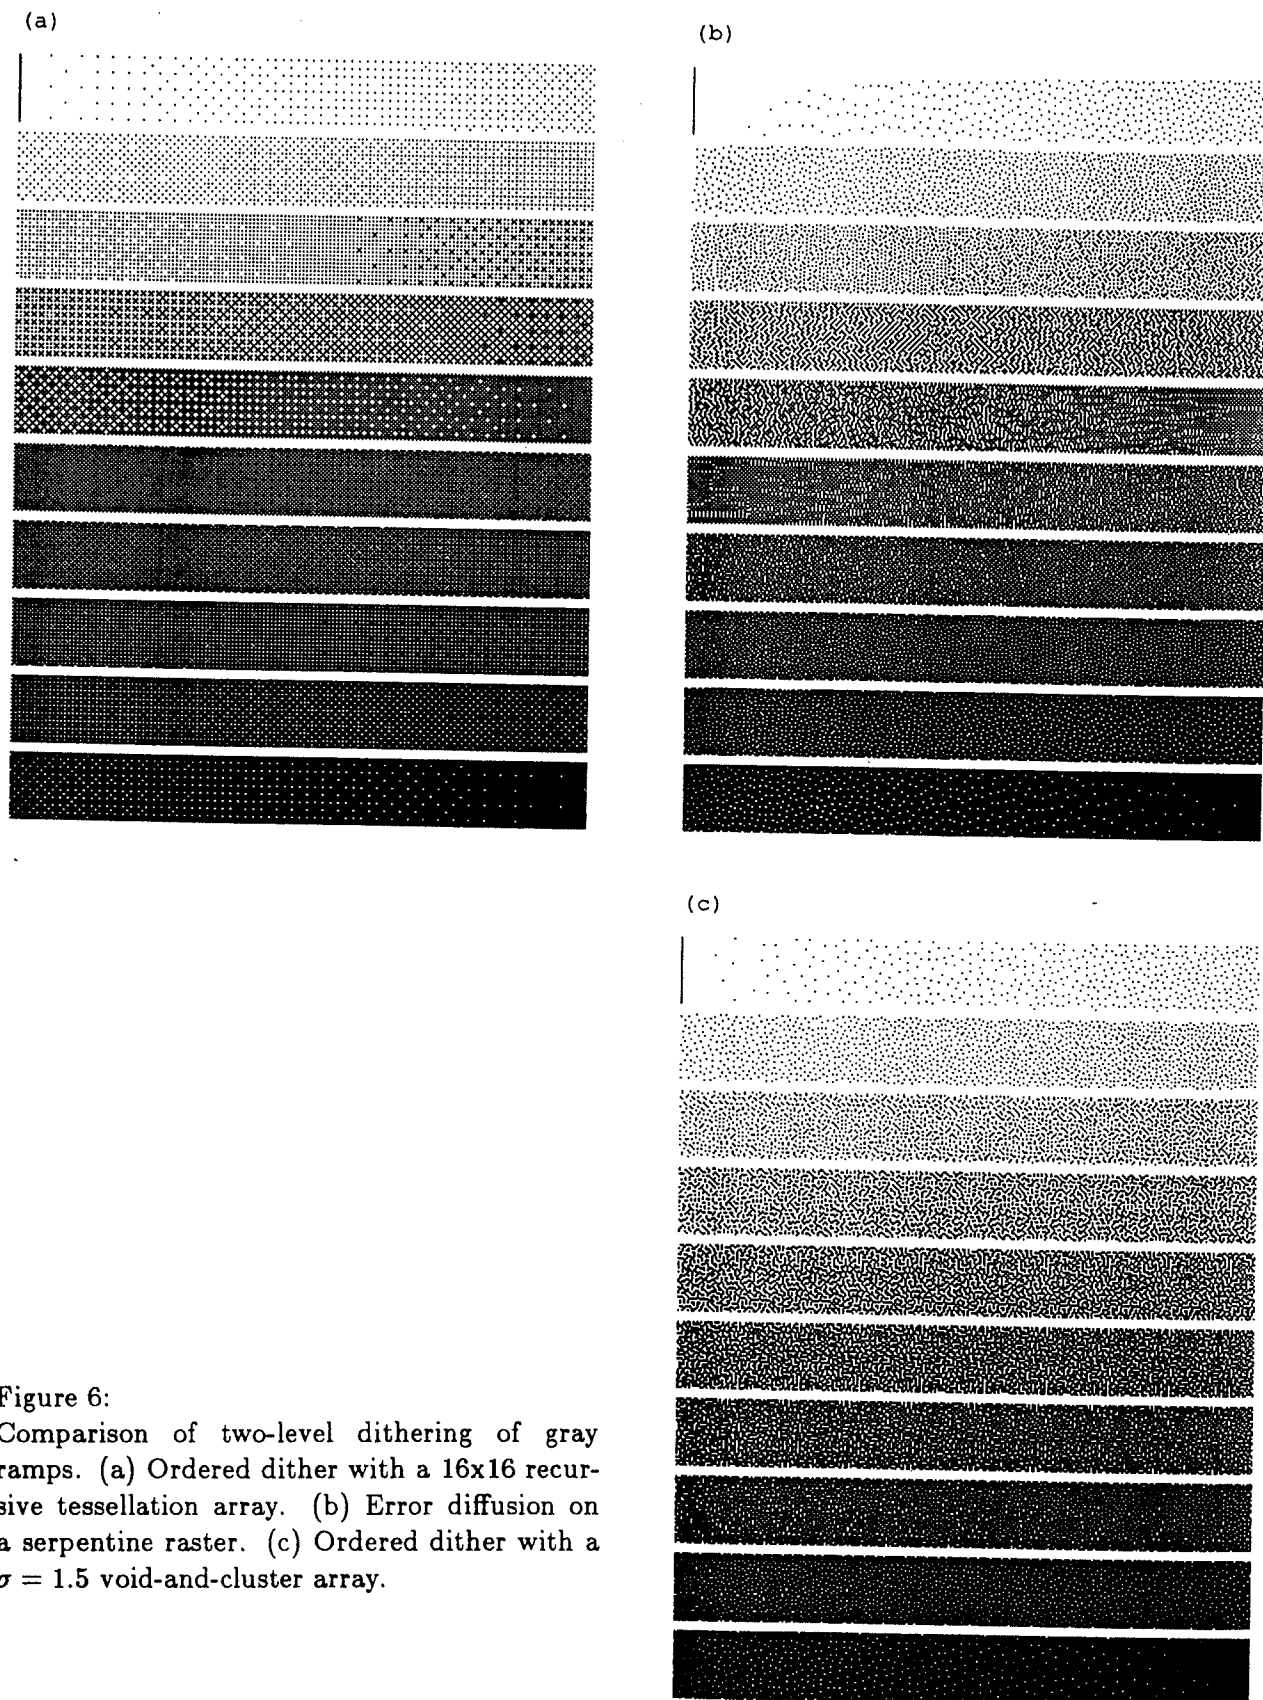 (a)
(b)
(c)
Figure 6:
Comparison of two-level dithering of gray
ramps. (a) Ordered dither with a 16x16 recur-
sive tessellation array. (b) Error diffusion on
a serpentine raster. (c) Ordered dither with a
σ = 1.5 void-and-cluster array.